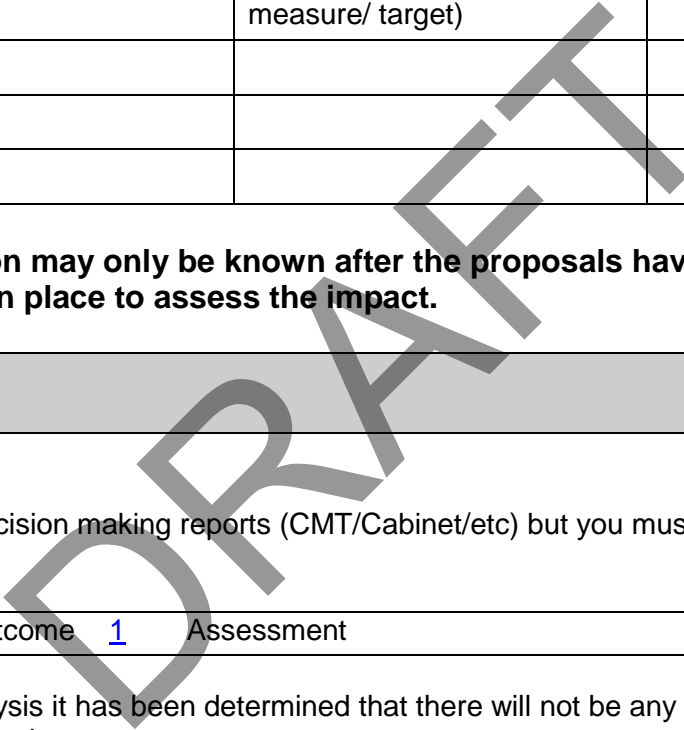 measure/ target)
on may only be known after the proposals hav
n place to assess the impact.
cision making reports (CMT/Cabinet/etc) but you mus
tcome 1 Assessment
ysis it has been determined that there will not be any
DRAFT